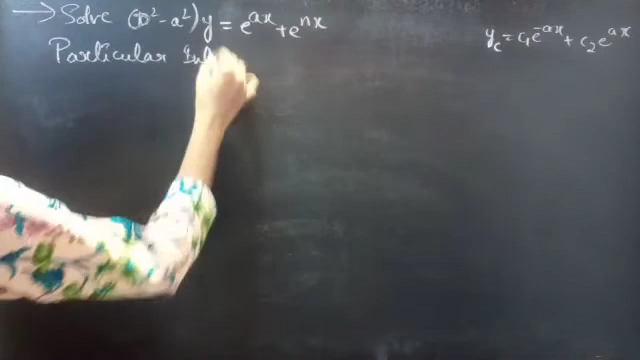 → Solve (D²-a²)y = e^{ax} + e^{nx}
y_c = c₁e^{-ax} + c₂e^{ax}
Particular